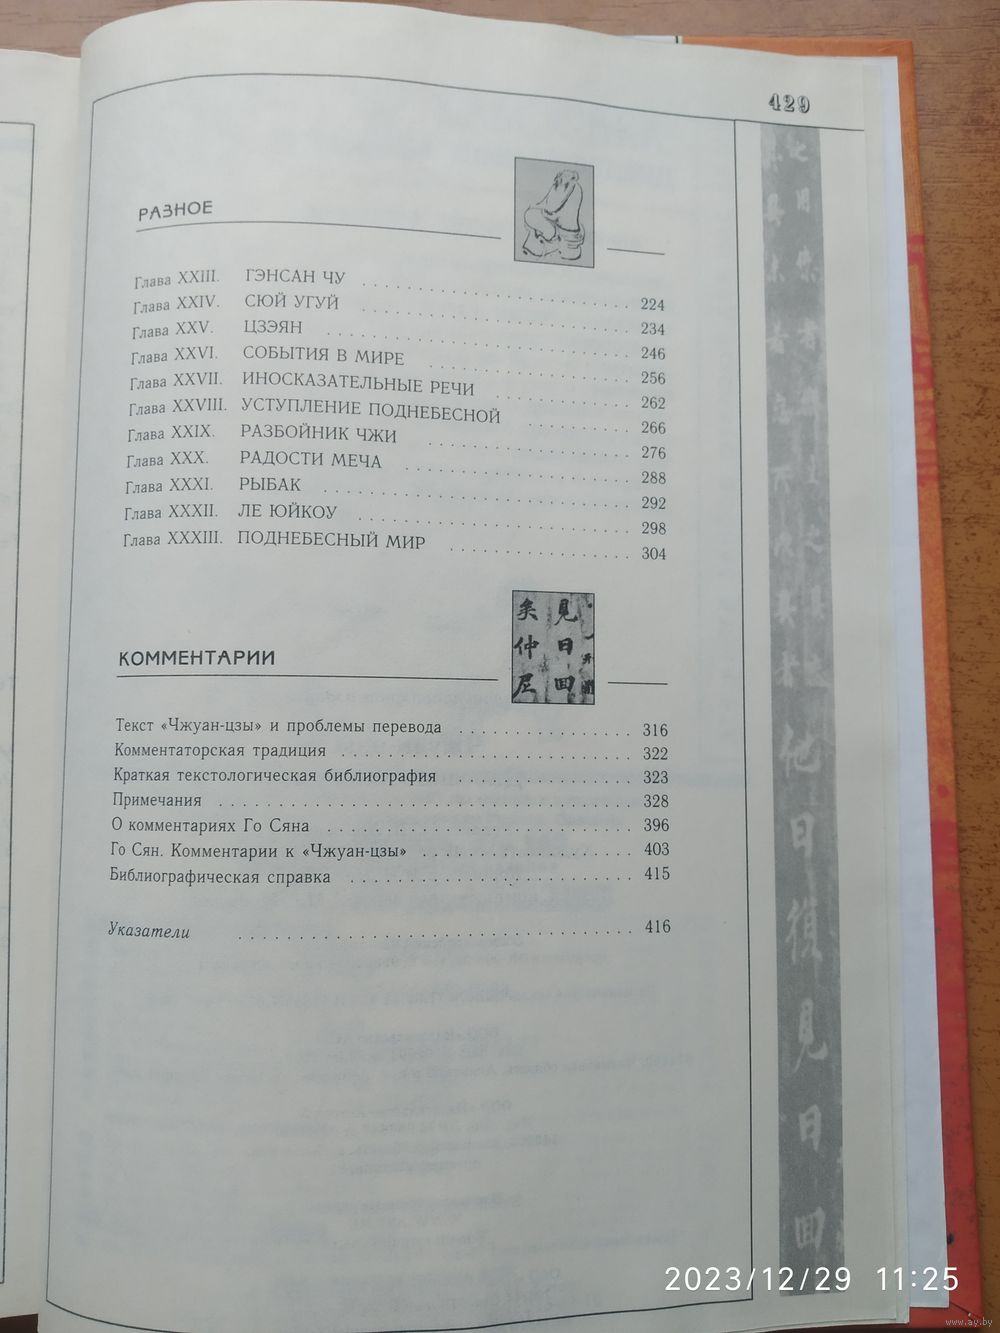 429
РАЗНОЕ
Глава XXIII. ГЭНСАН ЧУ 224
Глава XXIV. СЮЙ УГУЙ 234
Глава XXV. ЦЗЭЯН 246
Глава XXVI. СОБЫТИЯ В МИРЕ 256
Глава XXVII. ИНОСКАЗАТЕЛЬНЫЕ РЕЧИ 262
Глава XXVIII. УСТУПЛЕНИЕ ПОДНЕБЕСНОЙ 266
Глава XXIX. РАЗБОЙНИК ЧЖИ 276
Глава XXX. РАДОСТИ МЕЧА 288
Глава XXXI. РЫБАК 292
Глава XXXII. ЛЕ ЮЙКОУ 298
Глава XXXIII. ПОДНЕБЕСНЫЙ МИР 304
見日回
矣仲尼
КОММЕНТАРИИ
Текст «Чжуан-цзы» и проблемы перевода 316
Комментаторская традиция 322
Краткая текстологическая библиография 323
Примечания 328
О комментариях Го Сяна 396
Го Сян. Комментарии к «Чжуан-цзы» 403
Библиографическая справка 415
Указатели 416
他日復見日回
2023/12/29 11:25
www.ay.by